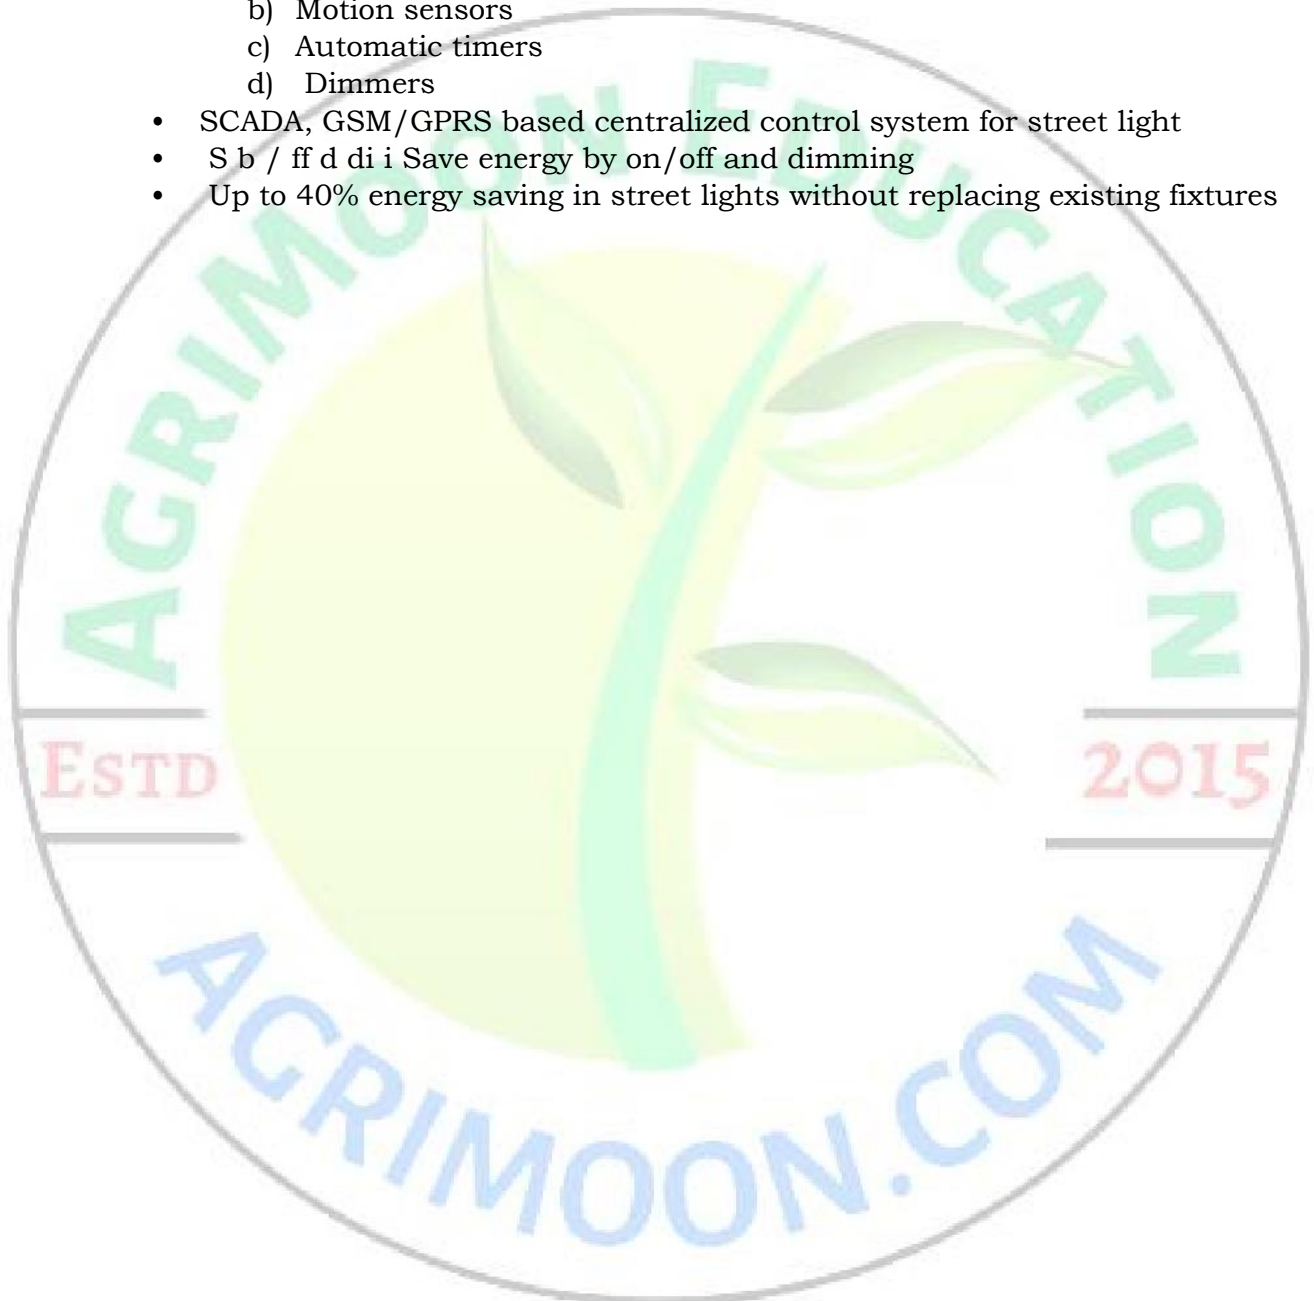 b) Motion sensors
c) Automatic timers
d) Dimmers
• SCADA, GSM/GPRS based centralized control system for street light
• S b / ff d di i Save energy by on/off and dimming
• Up to 40% energy saving in street lights without replacing existing fixtures
AGRIMOON EDUCATION
ESTD 2015
AGRIMOON.COM